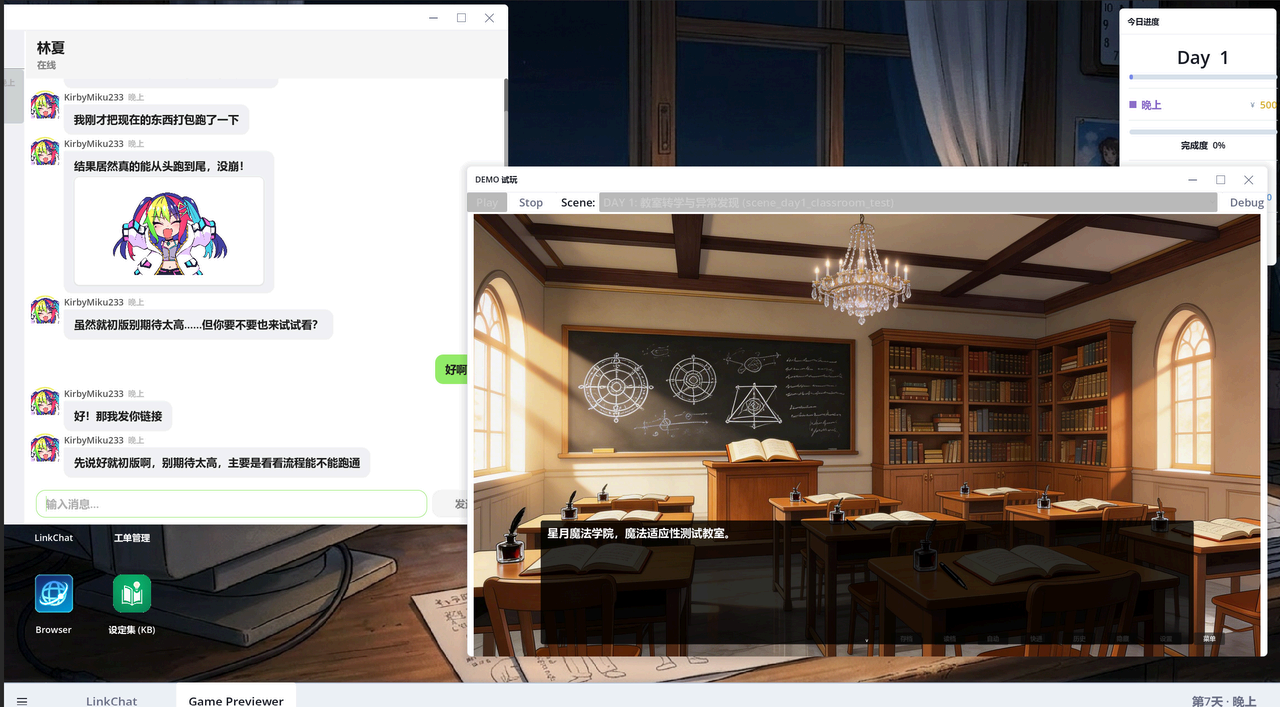 林夏
在线
晚上
KirbyMiku233 晚上
我刚才把现在的东西打包跑了一下
KirbyMiku233 晚上
结果居然真的能从头跑到尾，没崩！
KirbyMiku233 晚上
虽然就初版别期待太高……但你要不要也来试试看？
好啊
KirbyMiku233 晚上
好！那我发你链接
KirbyMiku233 晚上
先说好就初版啊，别期待太高，主要是看看流程能不能跑通
输入消息...
LinkChat
工单管理
Browser
设定集 (KB)
今日进度
Day 1
晚上
¥ 500
完成度 0%
DEMO 试玩
Play
Stop
Scene:
DAY 1: 教室转学与异常发现 (scene_day1_classroom_test)
Debug
星月魔法学院，魔法适应性测试教室。
历史
菜单
LinkChat
Game Previewer
第7天 · 晚上